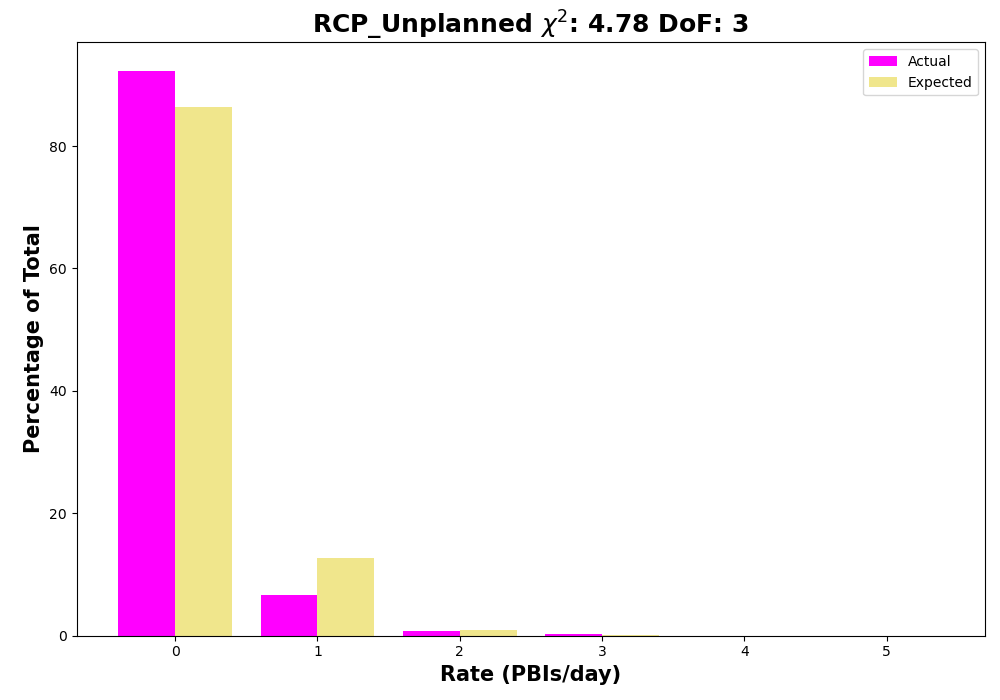 RCP_Unplanned χ²: 4.78 DoF: 3
Actual
Expected
80
60
40
20
0
Percentage of Total
0 1 2 3 4 5
Rate (PBIs/day)